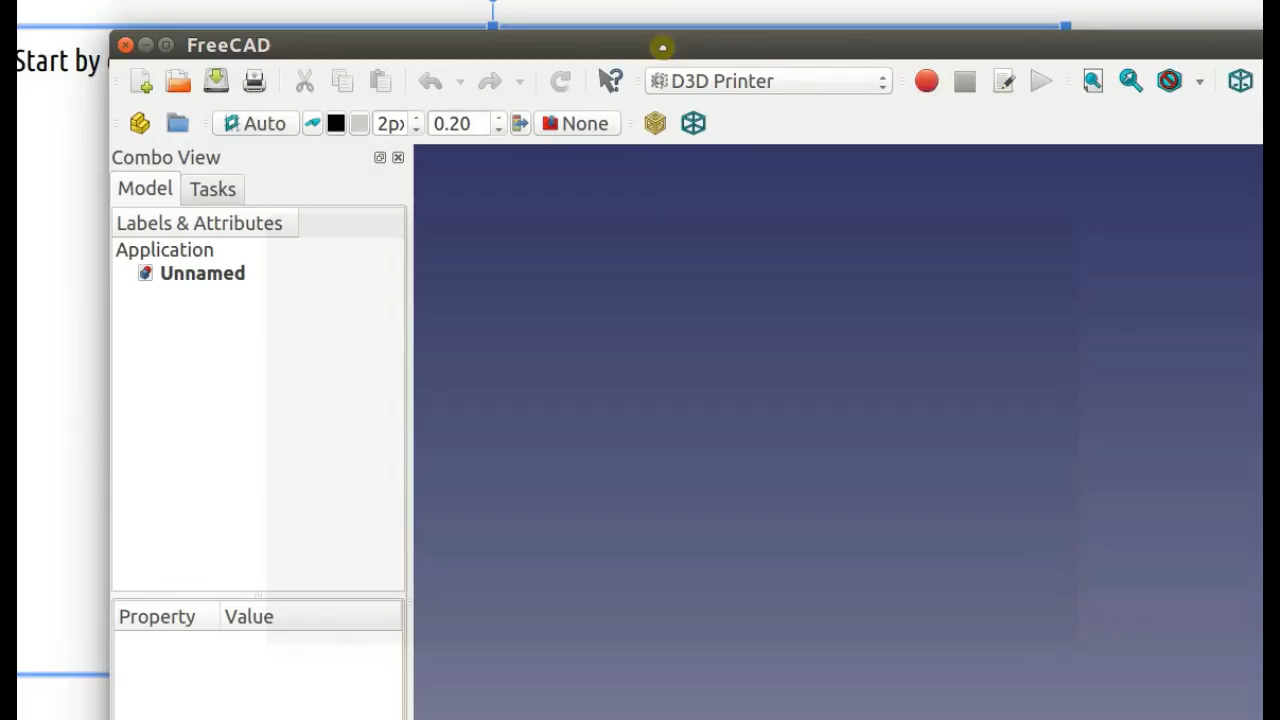 Start by
FreeCAD
D3D Printer
Auto
2px
0.20
None
Combo View
Model
Tasks
Labels & Attributes
Application
Unnamed
Property
Value